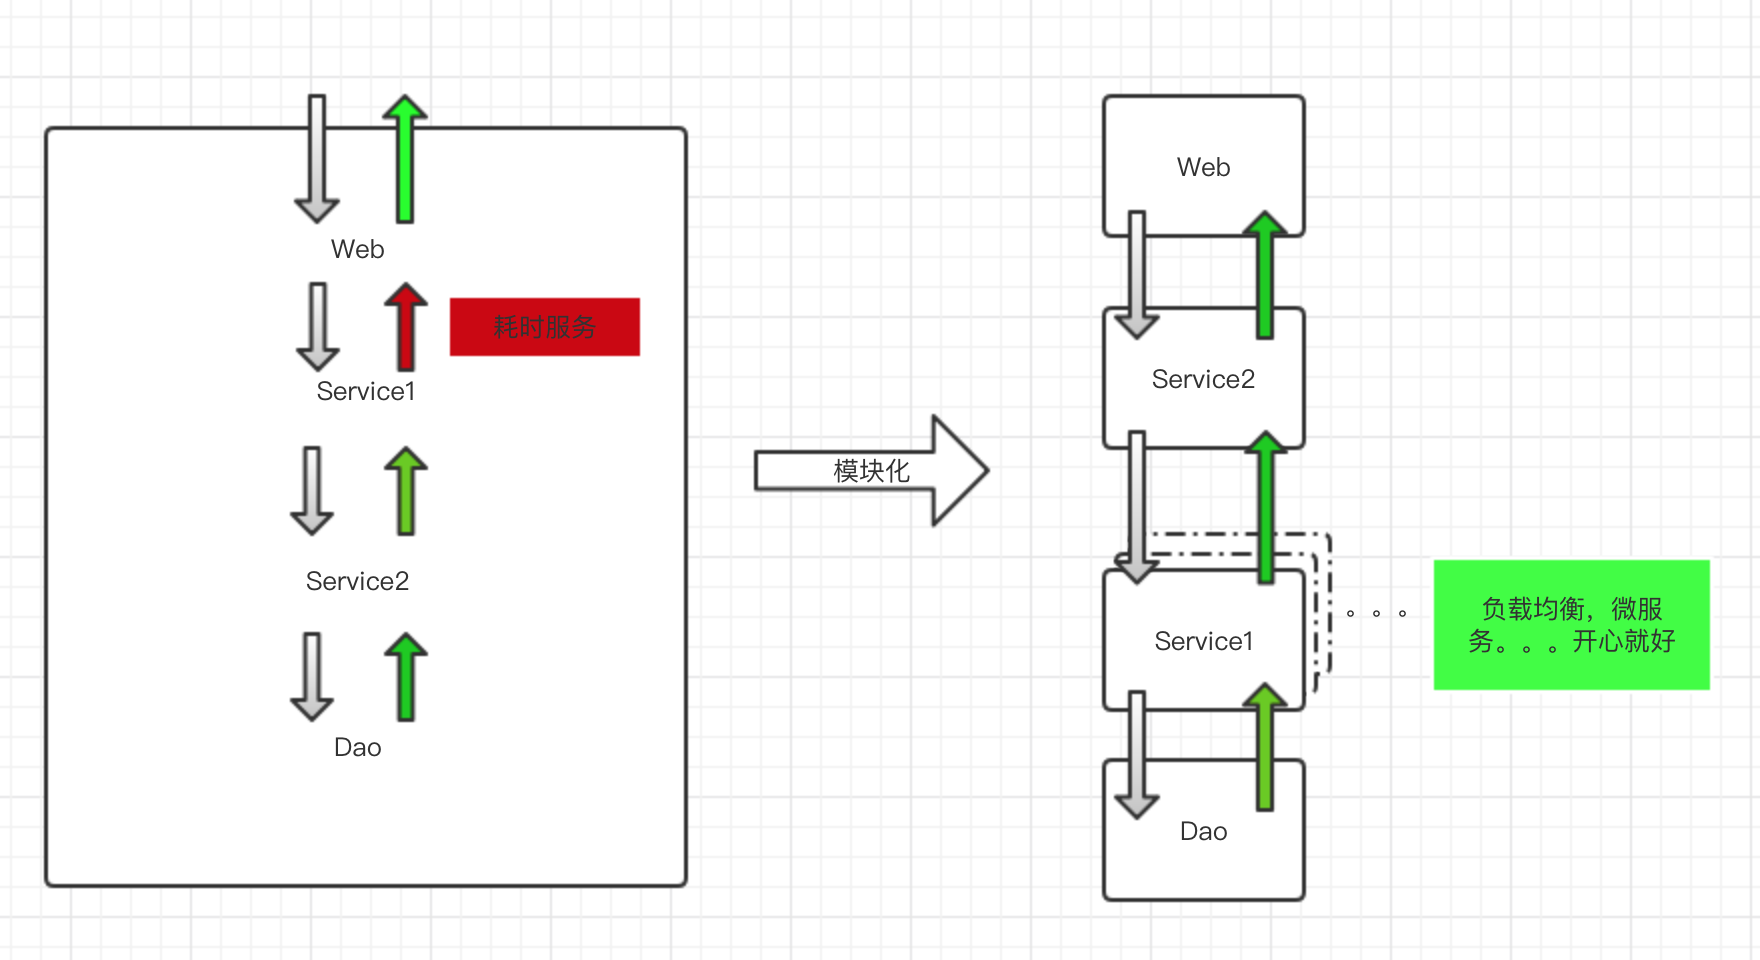 Web
耗时服务
Service1
Service2
Dao
模块化
Web
Service2
Service1
。。。
负载均衡，微服
务。。。开心就好
Dao